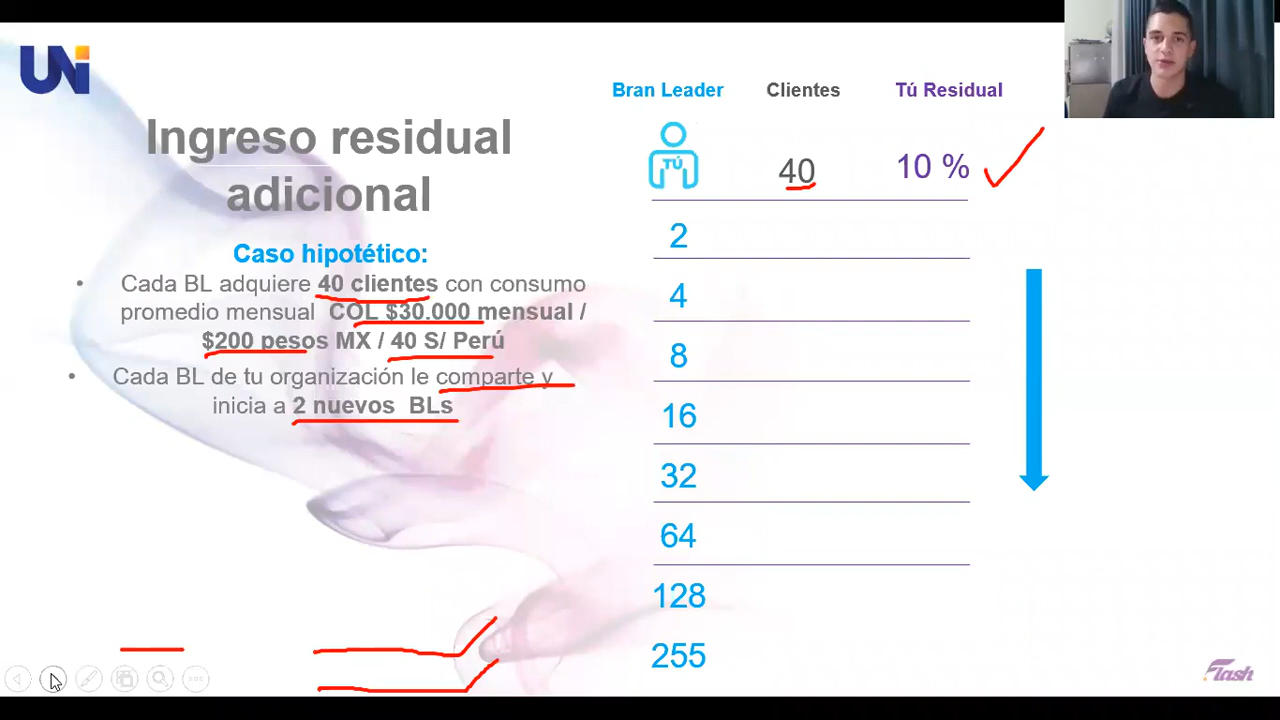 UNi
Ingreso residual
adicional
Caso hipotético:
• Cada BL adquiere 40 clientes con consumo
promedio mensual COL $30.000 mensual /
$200 pesos MX / 40 S/ Perú
• Cada BL de tu organización le comparte y
inicia a 2 nuevos BLs
Bran Leader Clientes Tú Residual
TÚ 40 10 %
2
4
8
16
32
64
128
255
Flash